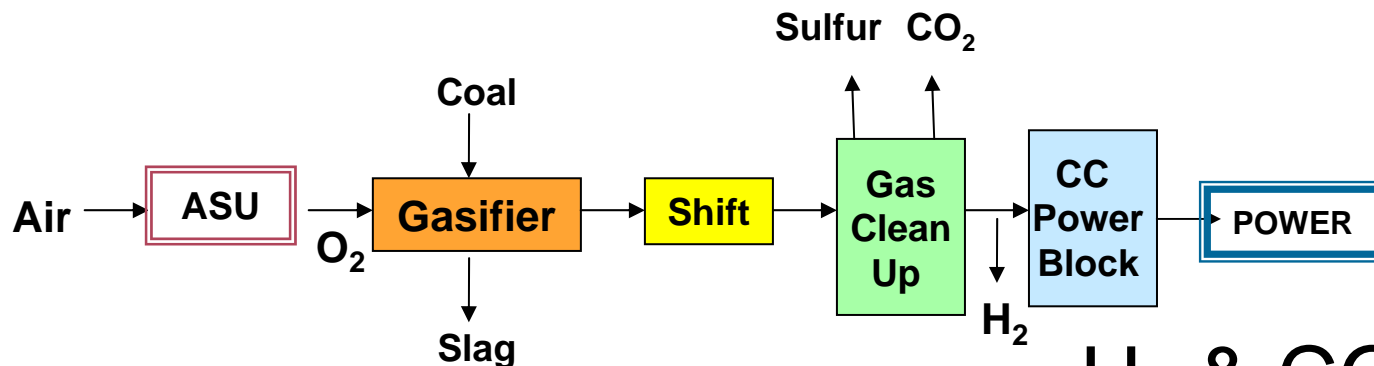 Sulfur CO₂
Coal
Air
ASU
O₂
Gasifier
Slag
Shift
Gas
Clean
Up
H₂
CC
Power
Block
POWER